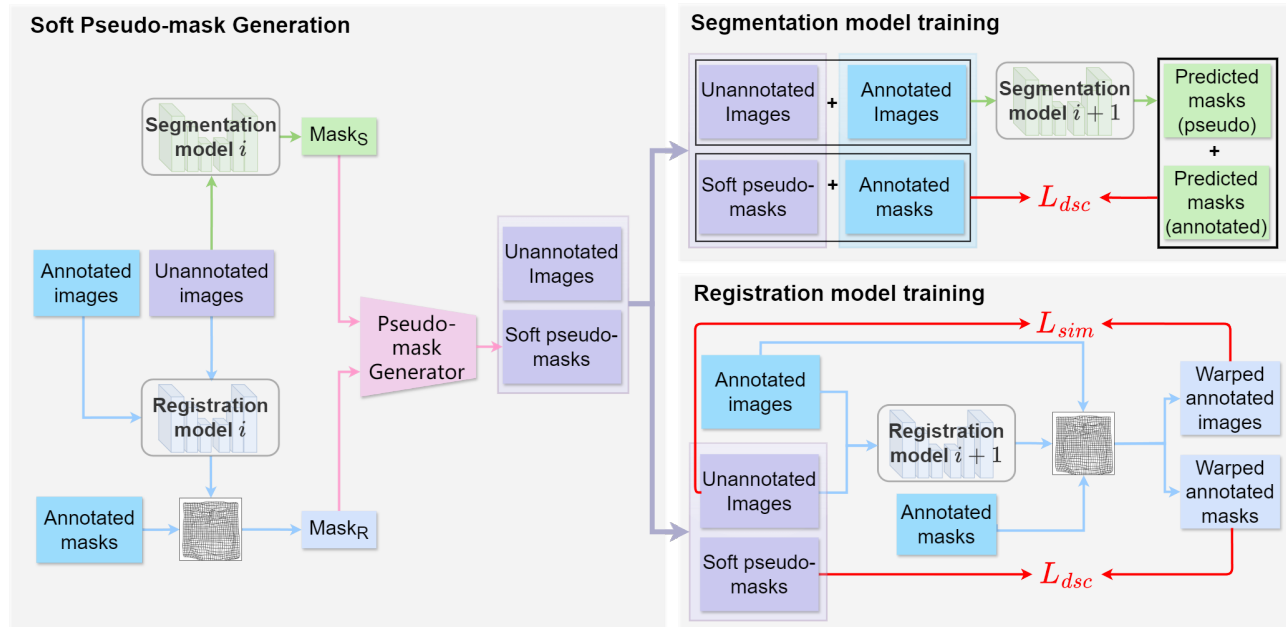 Soft Pseudo-mask Generation
Segmentation
model i
Mask_S
Annotated
images
Unannotated
images
Registration
model i
Annotated
masks
Mask_R
Pseudo-
mask
Generator
Unannotated
Images
Soft pseudo-
masks
Segmentation model training
Unannotated
Images
+
Annotated
Images
Segmentation
model i + 1
Predicted
masks
(pseudo)
+
Predicted
masks
(annotated)
Soft pseudo-
masks
+
Annotated
masks
L_dsc
Registration model training
L_sim
Annotated
images
Unannotated
Images
Soft pseudo-
masks
Registration
model i + 1
Annotated
masks
Warped
annotated
images
Warped
annotated
masks
L_dsc